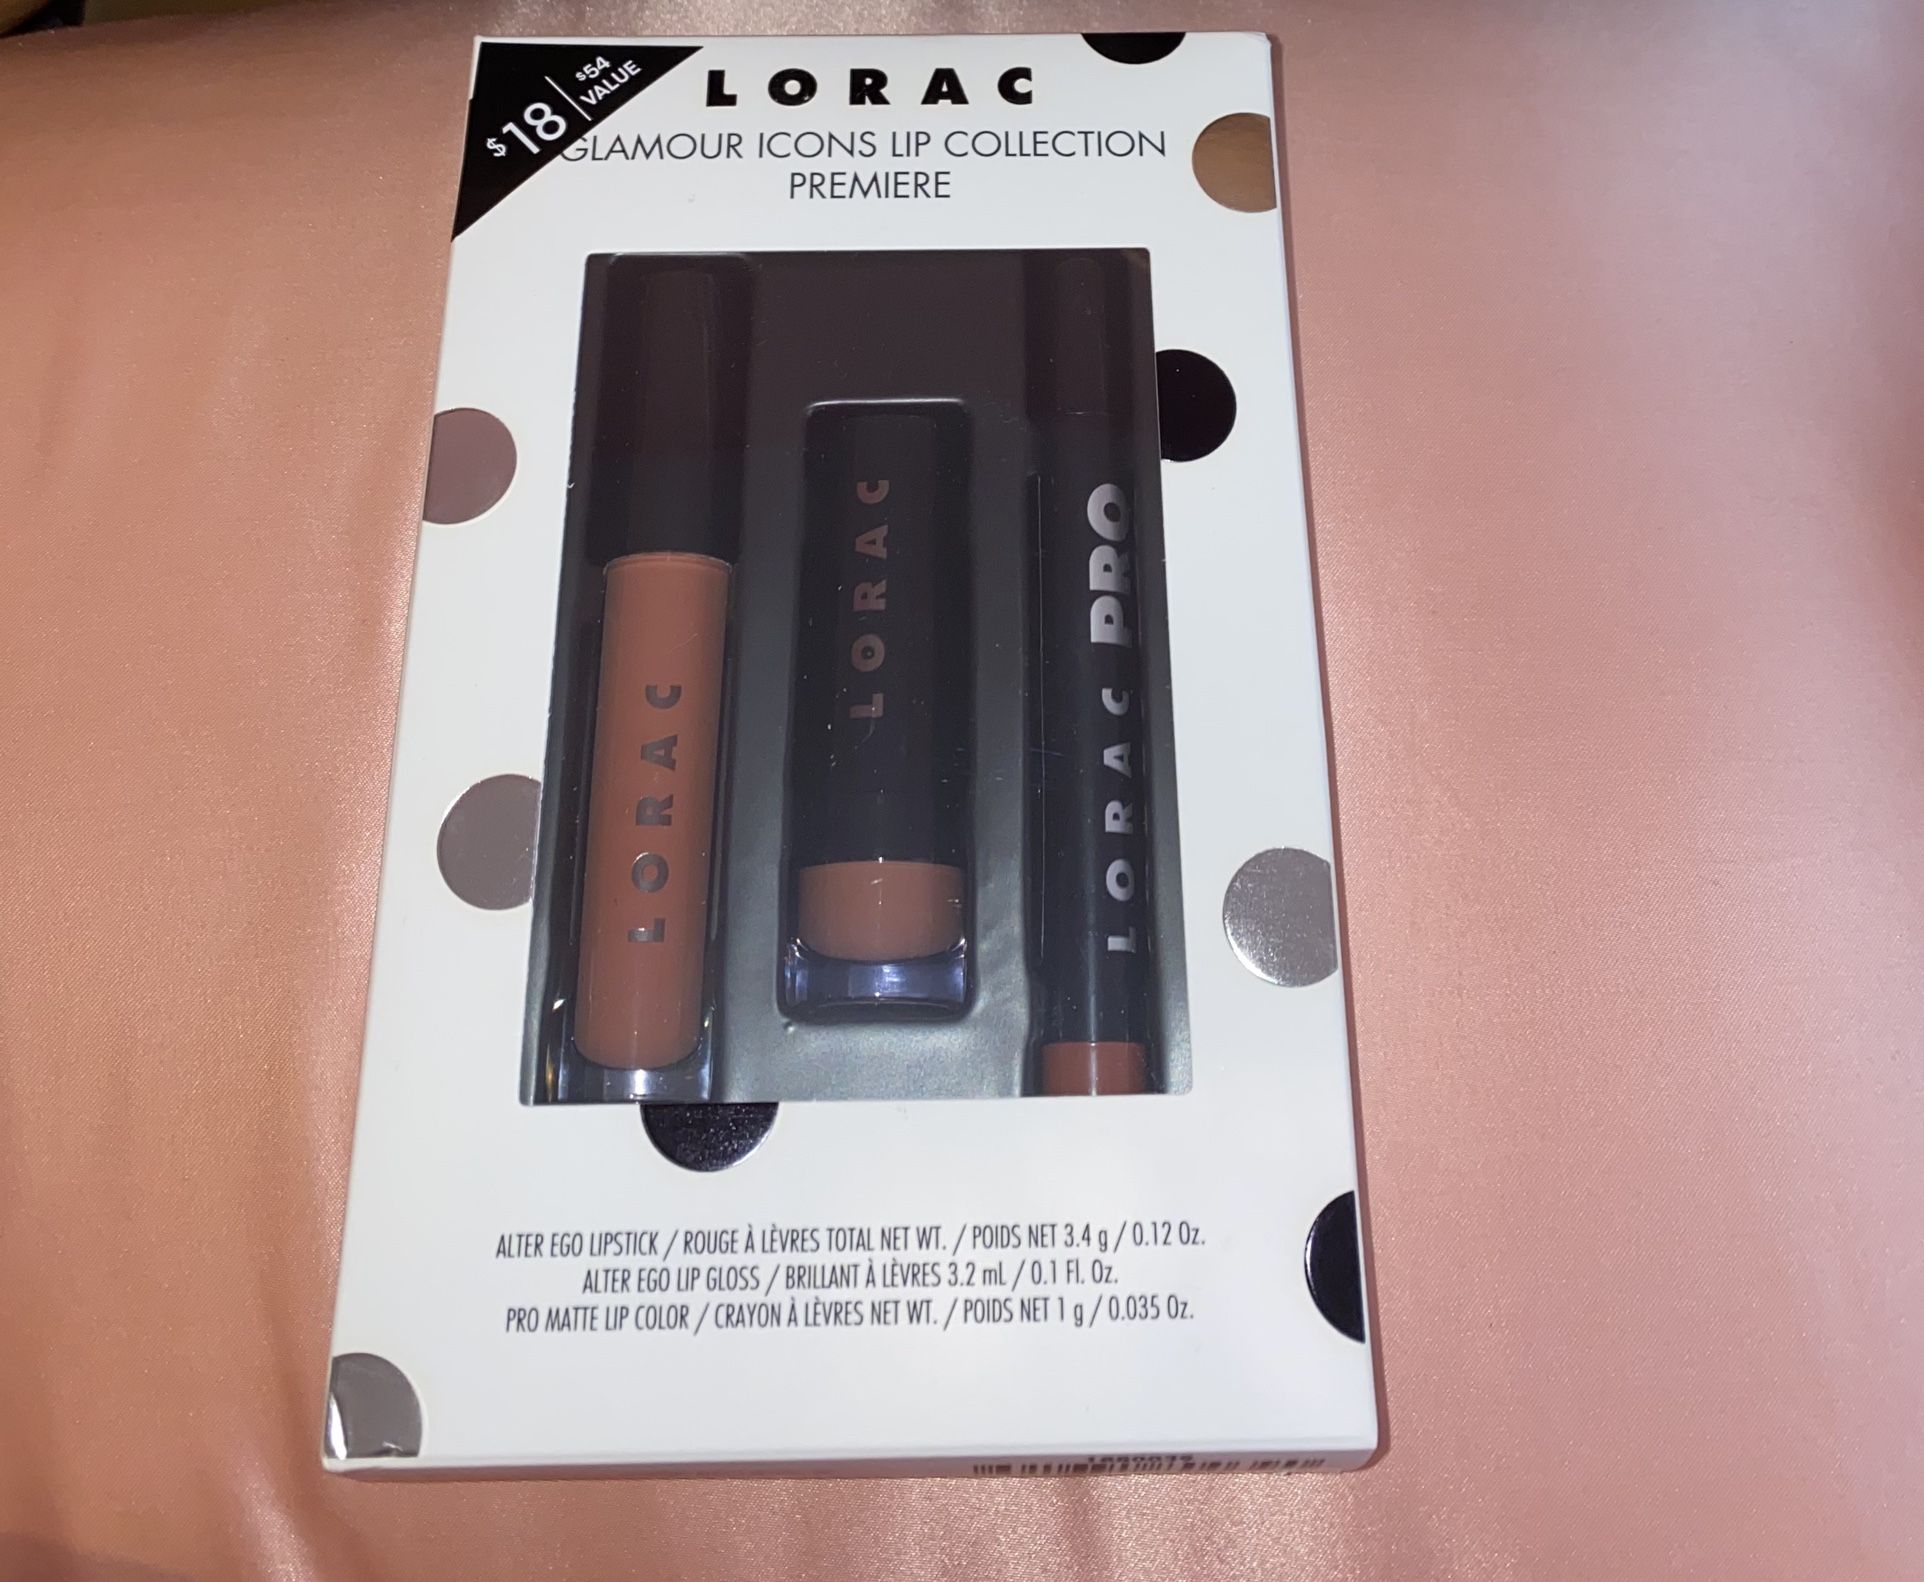 $18
$54
VALUE
LORAC
GLAMOUR ICONS LIP COLLECTION
PREMIERE
LORAC
LORAC
LORAC PRO
ALTER EGO LIPSTICK / ROUGE À LÈVRES TOTAL NET WT. / POIDS NET 3.4 g / 0.12 Oz.
ALTER EGO LIP GLOSS / BRILLANT À LÈVRES 3.2 mL / 0.1 Fl. Oz.
PRO MATTE LIP COLOR / CRAYON À LÈVRES NET WT. / POIDS NET 1 g / 0.035 Oz.